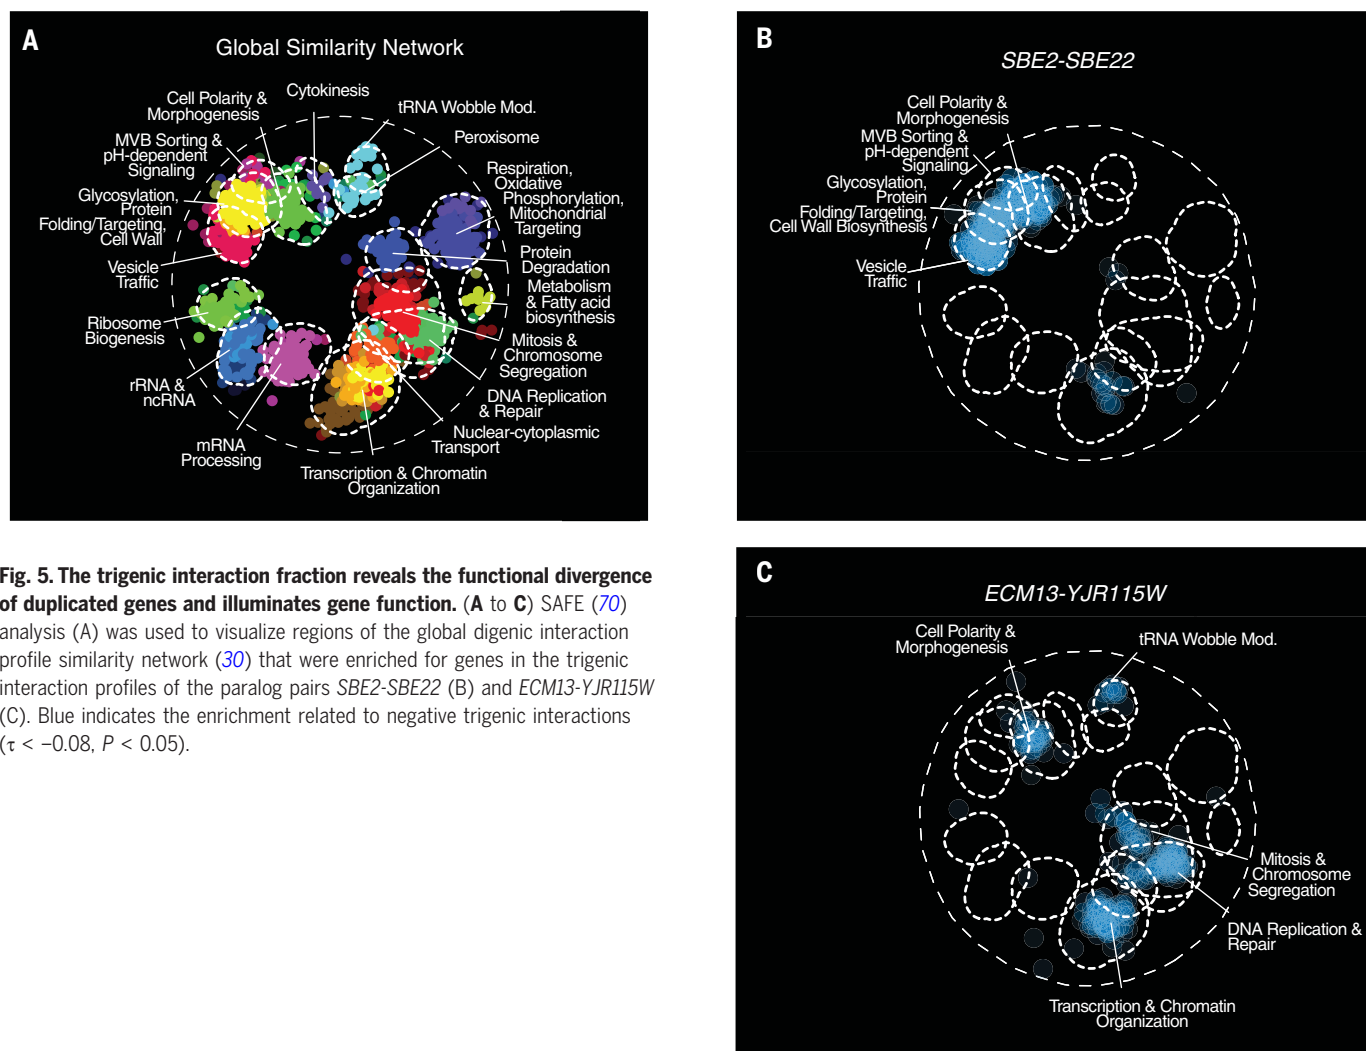 A
Global Similarity Network
Cytokinesis
Cell Polarity &
Morphogenesis
tRNA Wobble Mod.
MVB Sorting &
pH-dependent
Signaling
Peroxisome
Respiration,
Oxidative
Phosphorylation,
Mitochondrial
Targeting
Glycosylation,
Protein
Folding/Targeting,
Cell Wall
Protein
Degradation
Vesicle
Traffic
Metabolism
& Fatty acid
biosynthesis
Ribosome
Biogenesis
Mitosis &
Chromosome
Segregation
rRNA &
ncRNA
DNA Replication
& Repair
mRNA
Processing
Nuclear-cytoplasmic
Transport
Transcription & Chromatin
Organization
B
SBE2-SBE22
Cell Polarity &
Morphogenesis
MVB Sorting &
pH-dependent
Signaling
Glycosylation,
Protein
Folding/Targeting,
Cell Wall Biosynthesis
Vesicle
Traffic
Fig. 5. The trigenic interaction fraction reveals the functional divergence
of duplicated genes and illuminates gene function. (A to C) SAFE (70)
analysis (A) was used to visualize regions of the global digenic interaction
profile similarity network (30) that were enriched for genes in the trigenic
interaction profiles of the paralog pairs SBE2-SBE22 (B) and ECM13-YJR115W
(C). Blue indicates the enrichment related to negative trigenic interactions
(τ < −0.08, P < 0.05).
C
ECM13-YJR115W
Cell Polarity &
Morphogenesis
tRNA Wobble Mod.
Mitosis &
Chromosome
Segregation
DNA Replication &
Repair
Transcription & Chromatin
Organization